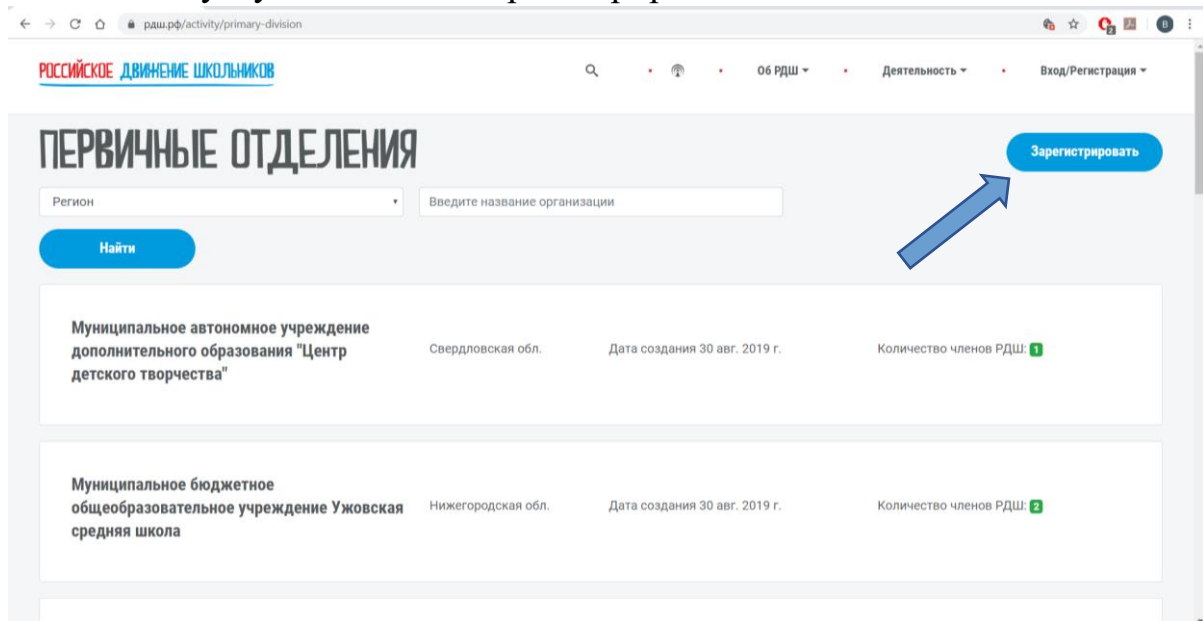 рдш.рф/activity/primary-division
2
В
РОССИЙСКОЕ ДВИЖЕНИЕ ШКОЛЬНИКОВ
Об РДШ
Деятельность
Вход/Регистрация
ПЕРВИЧНЫЕ ОТДЕЛЕНИЯ
Зарегистрировать
Регион
Введите название организации
Найти
Муниципальное автономное учреждение
дополнительного образования "Центр
детского творчества"
Свердловская обл.
Дата создания 30 авг. 2019 г.
Количество членов РДШ: 1
Муниципальное бюджетное
общеобразовательное учреждение Ужовская
средняя школа
Нижегородская обл.
Дата создания 30 авг. 2019 г.
Количество членов РДШ: 2